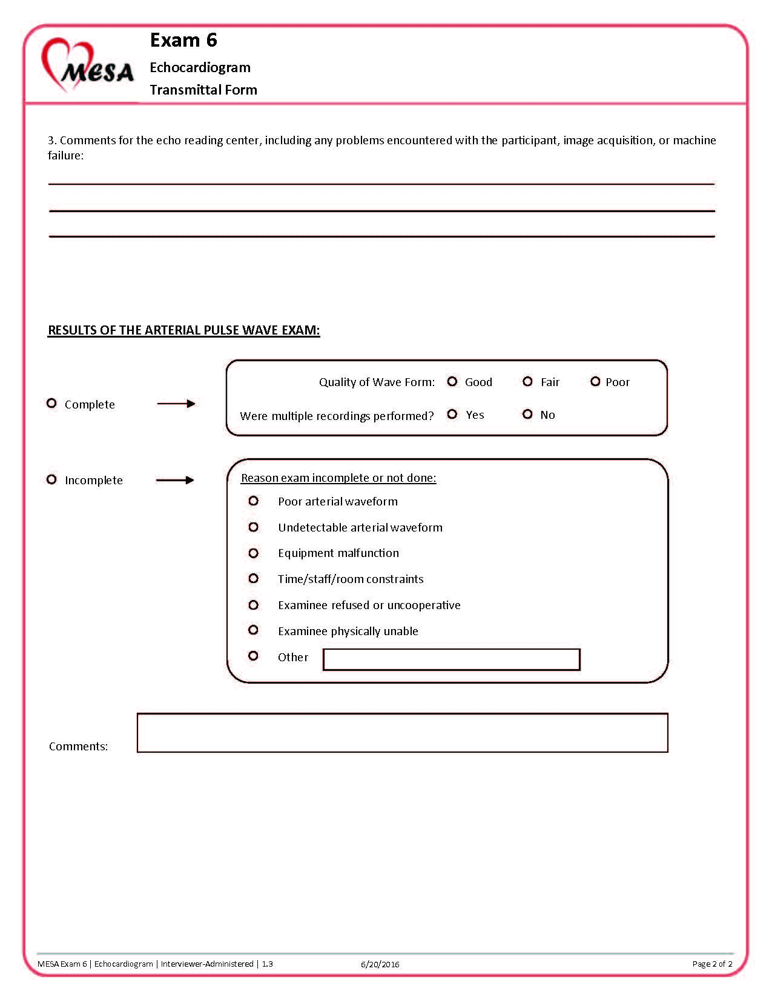 MESA
Exam 6
Echocardiogram
Transmittal Form
3. Comments for the echo reading center, including any problems encountered with the participant, image acquisition, or machine
failure:
RESULTS OF THE ARTERIAL PULSE WAVE EXAM:
Quality of Wave Form: Good Fair Poor
Complete
Were multiple recordings performed? Yes No
Incomplete
Reason exam incomplete or not done:
Poor arterial waveform
Undetectable arterial waveform
Equipment malfunction
Time/staff/room constraints
Examinee refused or uncooperative
Examinee physically unable
Other
Comments:
MESA Exam 6 | Echocardiogram | Interviewer-Administered | 1.3 6/20/2016 Page 2 of 2